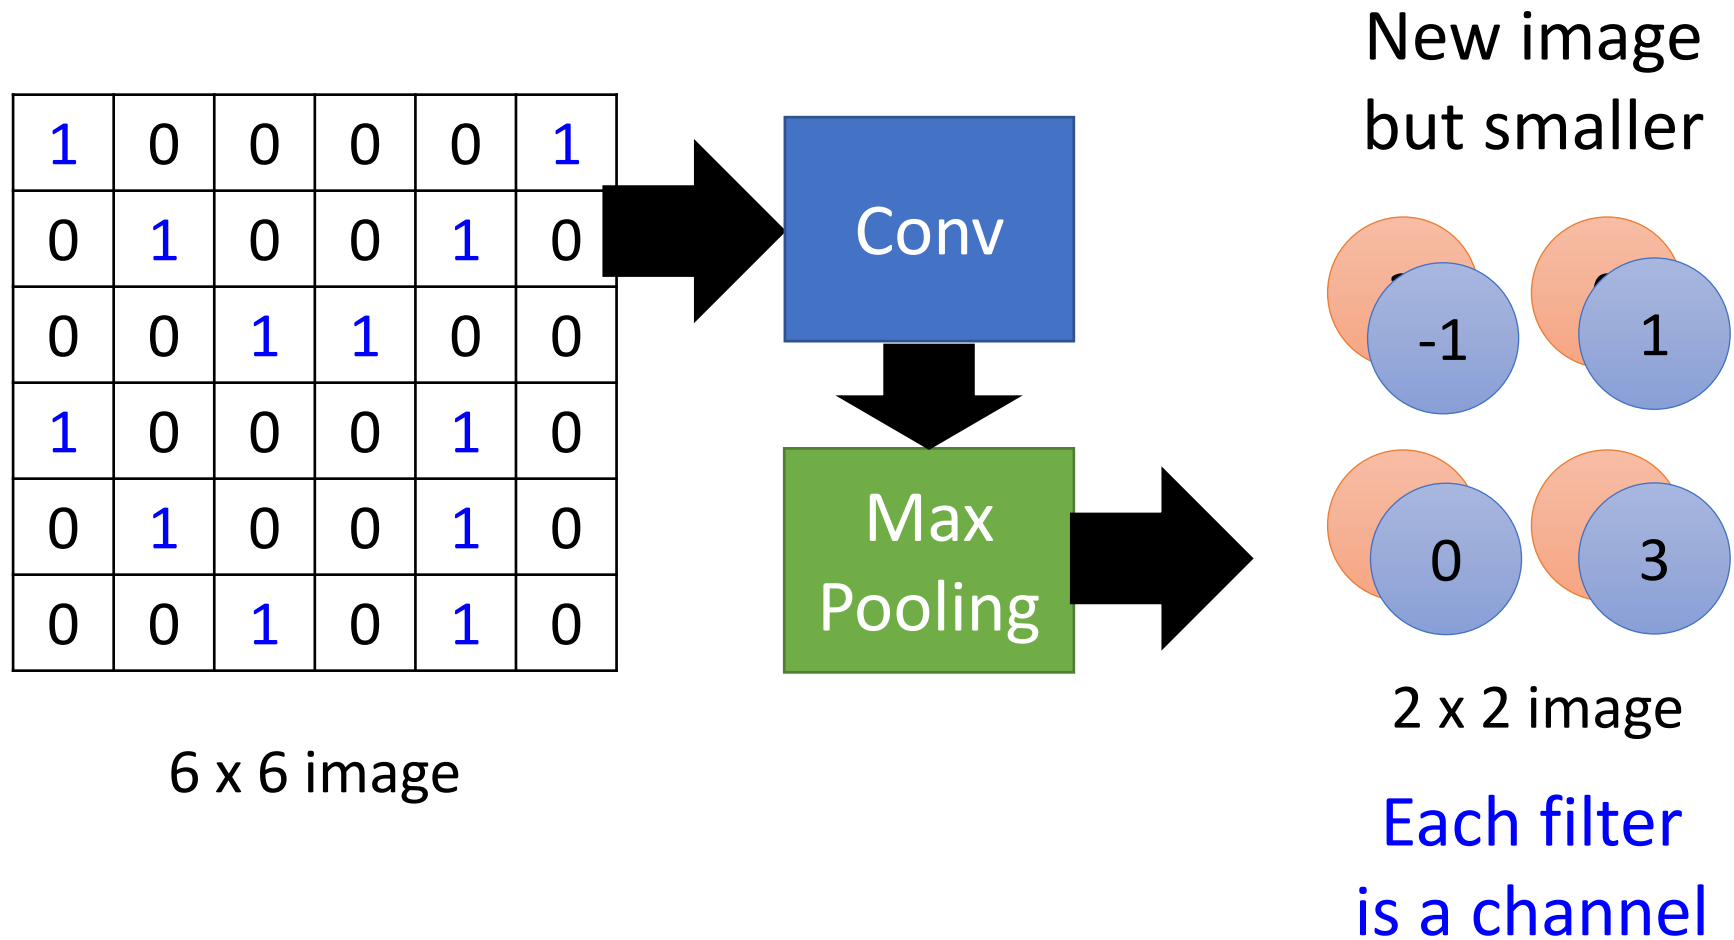 New image
but smaller
1 0 0 0 0 1
0 1 0 0 1 0
0 0 1 1 0 0
1 0 0 0 1 0
0 1 0 0 1 0
0 0 1 0 1 0
6 x 6 image
Conv
Max
Pooling
-1 1
0 3
2 x 2 image
Each filter
is a channel